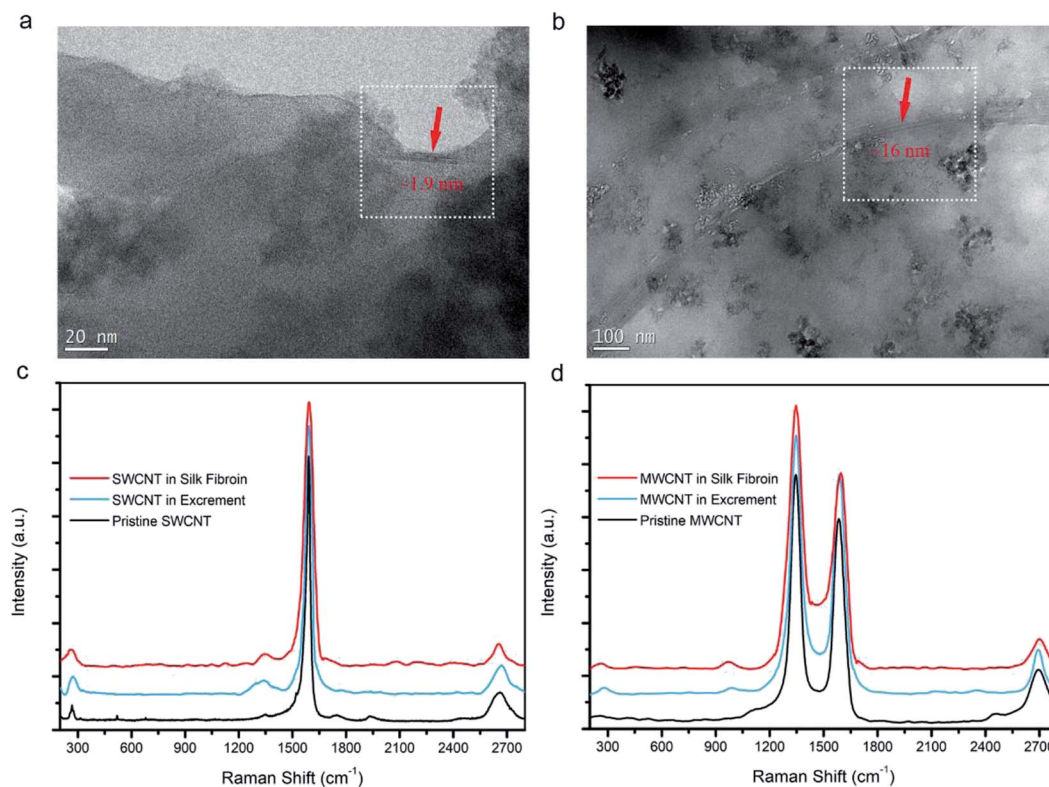 a
b
~1.9 nm
~16 nm
20 nm
100 nm
c
d
SWCNT in Silk Fibroin
SWCNT in Excrement
Pristine SWCNT
MWCNT in Silk Fibroin
MWCNT in Excrement
Pristine MWCNT
Intensity (a.u.)
Intensity (a.u.)
300 600 900 1200 1500 1800 2100 2400 2700
300 600 900 1200 1500 1800 2100 2400 2700
Raman Shift (cm⁻¹)
Raman Shift (cm⁻¹)